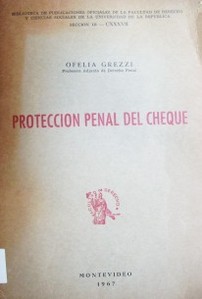 BIBLIOTECA DE PUBLICACIONES OFICIALES DE LA FACULTAD DE DERECHO
Y CIENCIAS SOCIALES DE LA UNIVERSIDAD DE LA REPUBLICA
SECCION III - CXXXVII
OFELIA GREZZI
Profesora Adjunta de Derecho Penal
PROTECCION PENAL DEL CHEQUE
MONTEVIDEO
1967